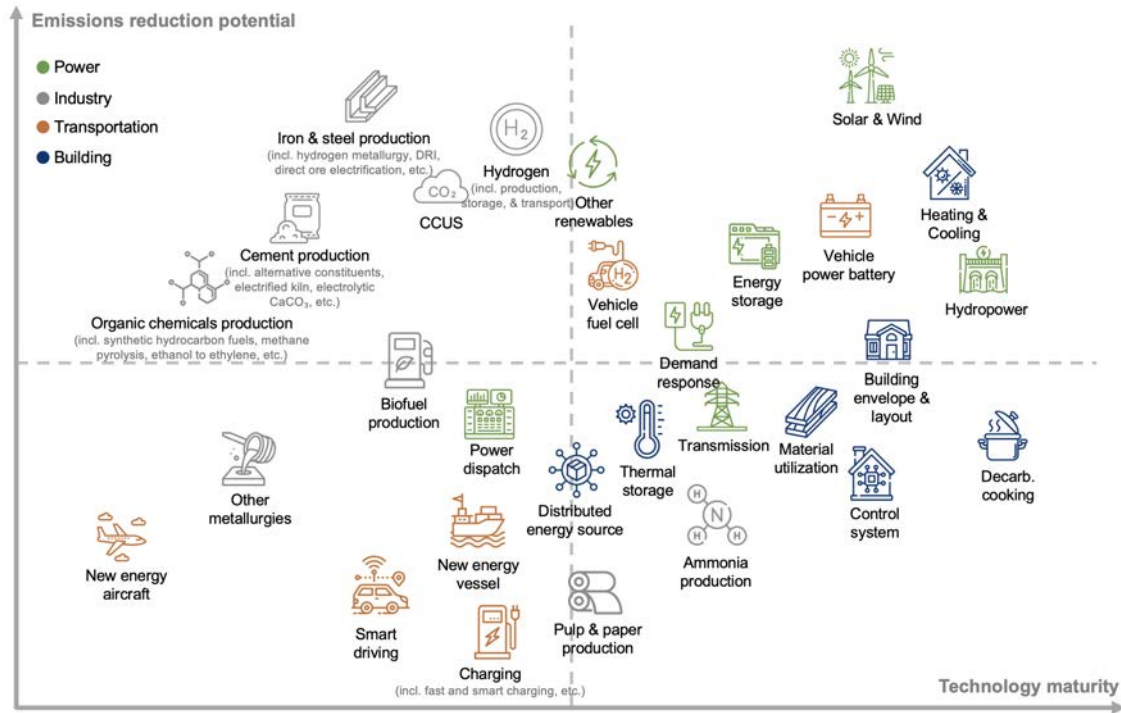 Emissions reduction potential
Power
Industry
Transportation
Building
Solar & Wind
Iron & steel production
(incl. hydrogen metallurgy, DRI,
direct ore electrification, etc.)
H₂
Hydrogen
(incl. production,
storage, & transport)
CO₂
CCUS
Other
renewables
Heating &
Cooling
Vehicle
power battery
Cement production
(incl. alternative constituents,
electrified kiln, electrolytic
CaCO₃, etc.)
H₂
Vehicle
fuel cell
Energy
storage
Hydropower
Organic chemicals production
(incl. synthetic hydrocarbon fuels, methane
pyrolysis, ethanol to ethylene, etc.)
Demand
response
Building
envelope &
layout
Biofuel
production
Power
dispatch
Thermal
storage
Transmission
Material
utilization
Decarb.
cooking
Other
metallurgies
Distributed
energy source
Control
system
H
N
H
H
Ammonia
production
New energy
aircraft
New energy
vessel
Smart
driving
Pulp & paper
production
Charging
(incl. fast and smart charging, etc.)
Technology maturity